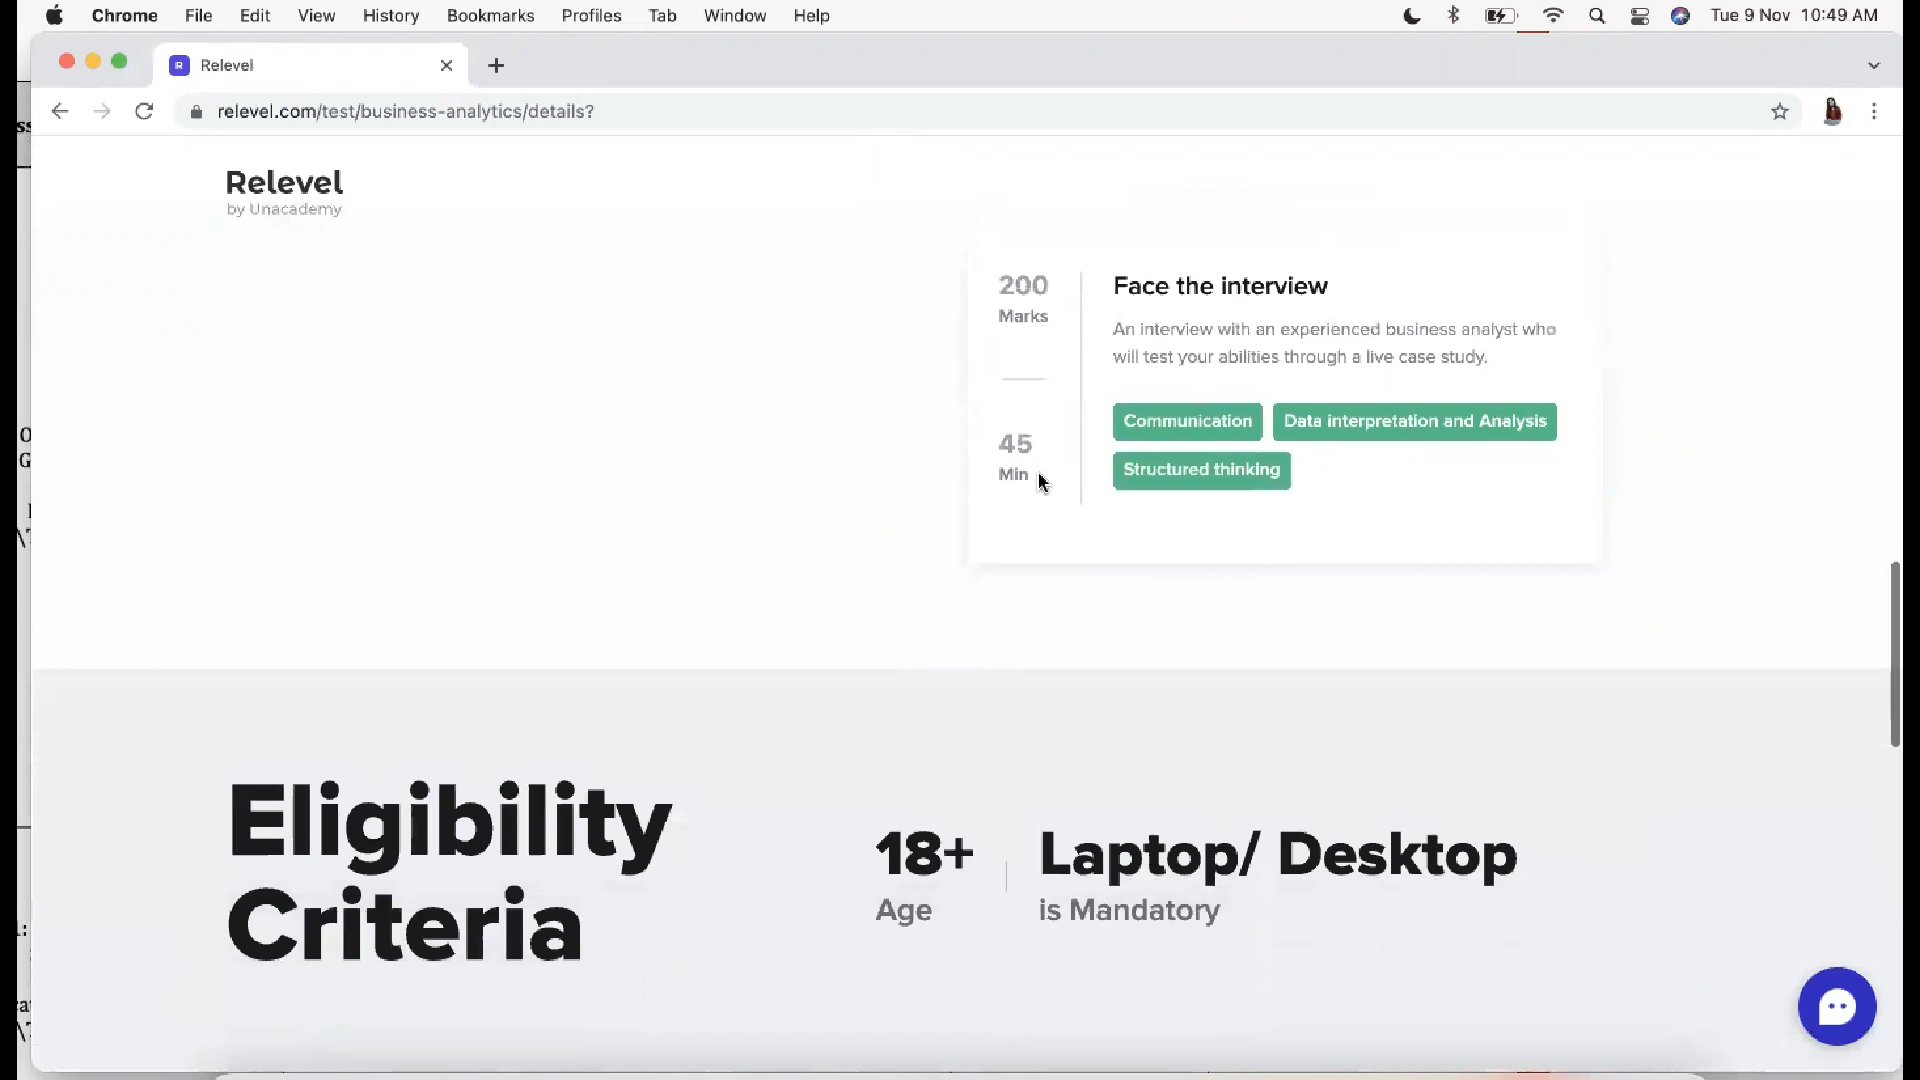 Chrome File Edit View History Bookmarks Profiles Tab Window Help Tue 9 Nov 10:49 AM
R Relevel
relevel.com/test/business-analytics/details?
Relevel
by Unacademy
200
Marks
45
Min
Face the interview
An interview with an experienced business analyst who
will test your abilities through a live case study.
Communication Data interpretation and Analysis
Structured thinking
Eligibility
Criteria
18+
Age
Laptop/ Desktop
is Mandatory